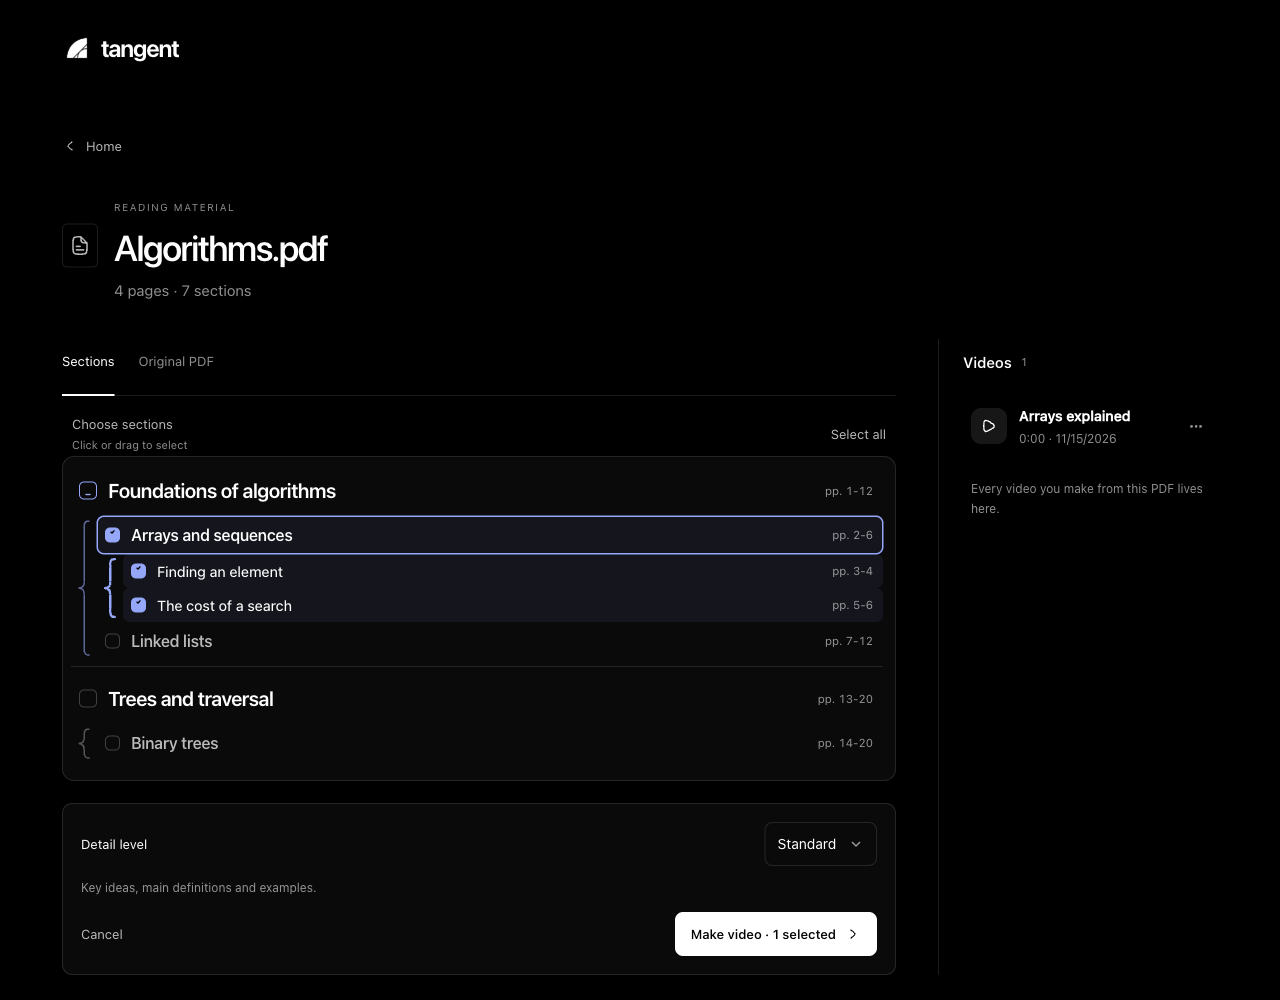 tangent
Home
READING MATERIAL
Algorithms.pdf
4 pages · 7 sections
Sections
Original PDF
Choose sections
Click or drag to select
Select all
Foundations of algorithms
pp. 1-12
Arrays and sequences
pp. 2-6
Finding an element
pp. 3-4
The cost of a search
pp. 5-6
Linked lists
pp. 7-12
Trees and traversal
pp. 13-20
Binary trees
pp. 14-20
Detail level
Standard
Key ideas, main definitions and examples.
Cancel
Make video · 1 selected
Videos 1
Arrays explained
0:00 · 11/15/2026
Every video you make from this PDF lives
here.